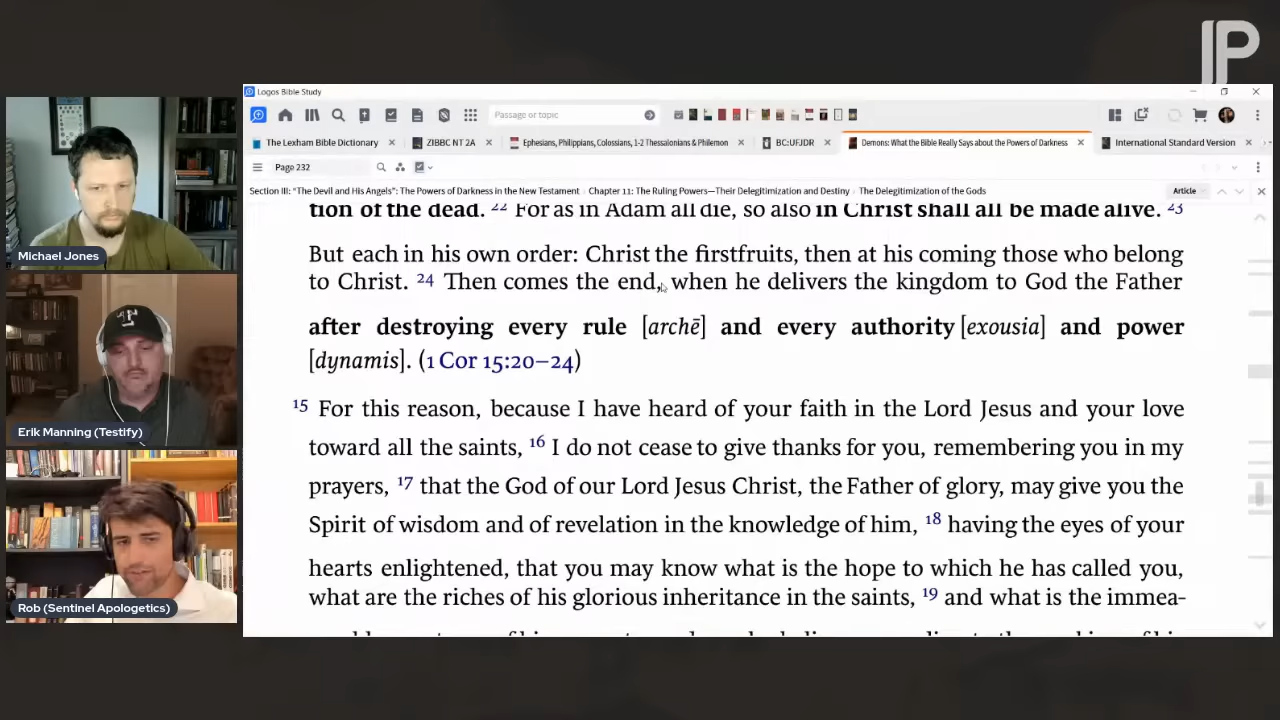 IP
Logos Bible Study
Passage or topic
The Lexham Bible Dictionary
ZIBBC NT 2A
Ephesians, Philippians, Colossians, 1-2 Thessalonians & Philemon
BC:UFJDR
Demons: What the Bible Really Says about the Powers of Darkness
International Standard Version
Page 232
Section III: “The Devil and His Angels”: The Powers of Darkness in the New Testament › Chapter 11: The Ruling Powers—Their Delegitimization and Destiny › The Delegitimization of the Gods
Article
tion of the dead. 22 For as in Adam all die, so also in Christ shall all be made alive. 23
But each in his own order: Christ the firstfruits, then at his coming those who belong
to Christ. 24 Then comes the end, when he delivers the kingdom to God the Father
after destroying every rule [archē] and every authority [exousia] and power
[dynamis]. (1 Cor 15:20–24)
15 For this reason, because I have heard of your faith in the Lord Jesus and your love
toward all the saints, 16 I do not cease to give thanks for you, remembering you in my
prayers, 17 that the God of our Lord Jesus Christ, the Father of glory, may give you the
Spirit of wisdom and of revelation in the knowledge of him, 18 having the eyes of your
hearts enlightened, that you may know what is the hope to which he has called you,
what are the riches of his glorious inheritance in the saints, 19 and what is the immea-
Michael Jones
Erik Manning (Testify)
Rob (Sentinel Apologetics)